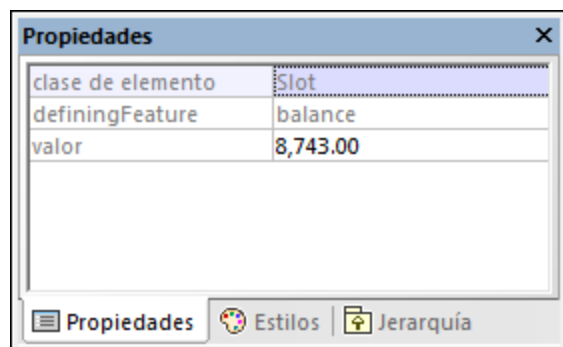 Propiedades
clase de elemento Slot
definingFeature balance
valor 8,743.00
Propiedades Estilos Jerarquía